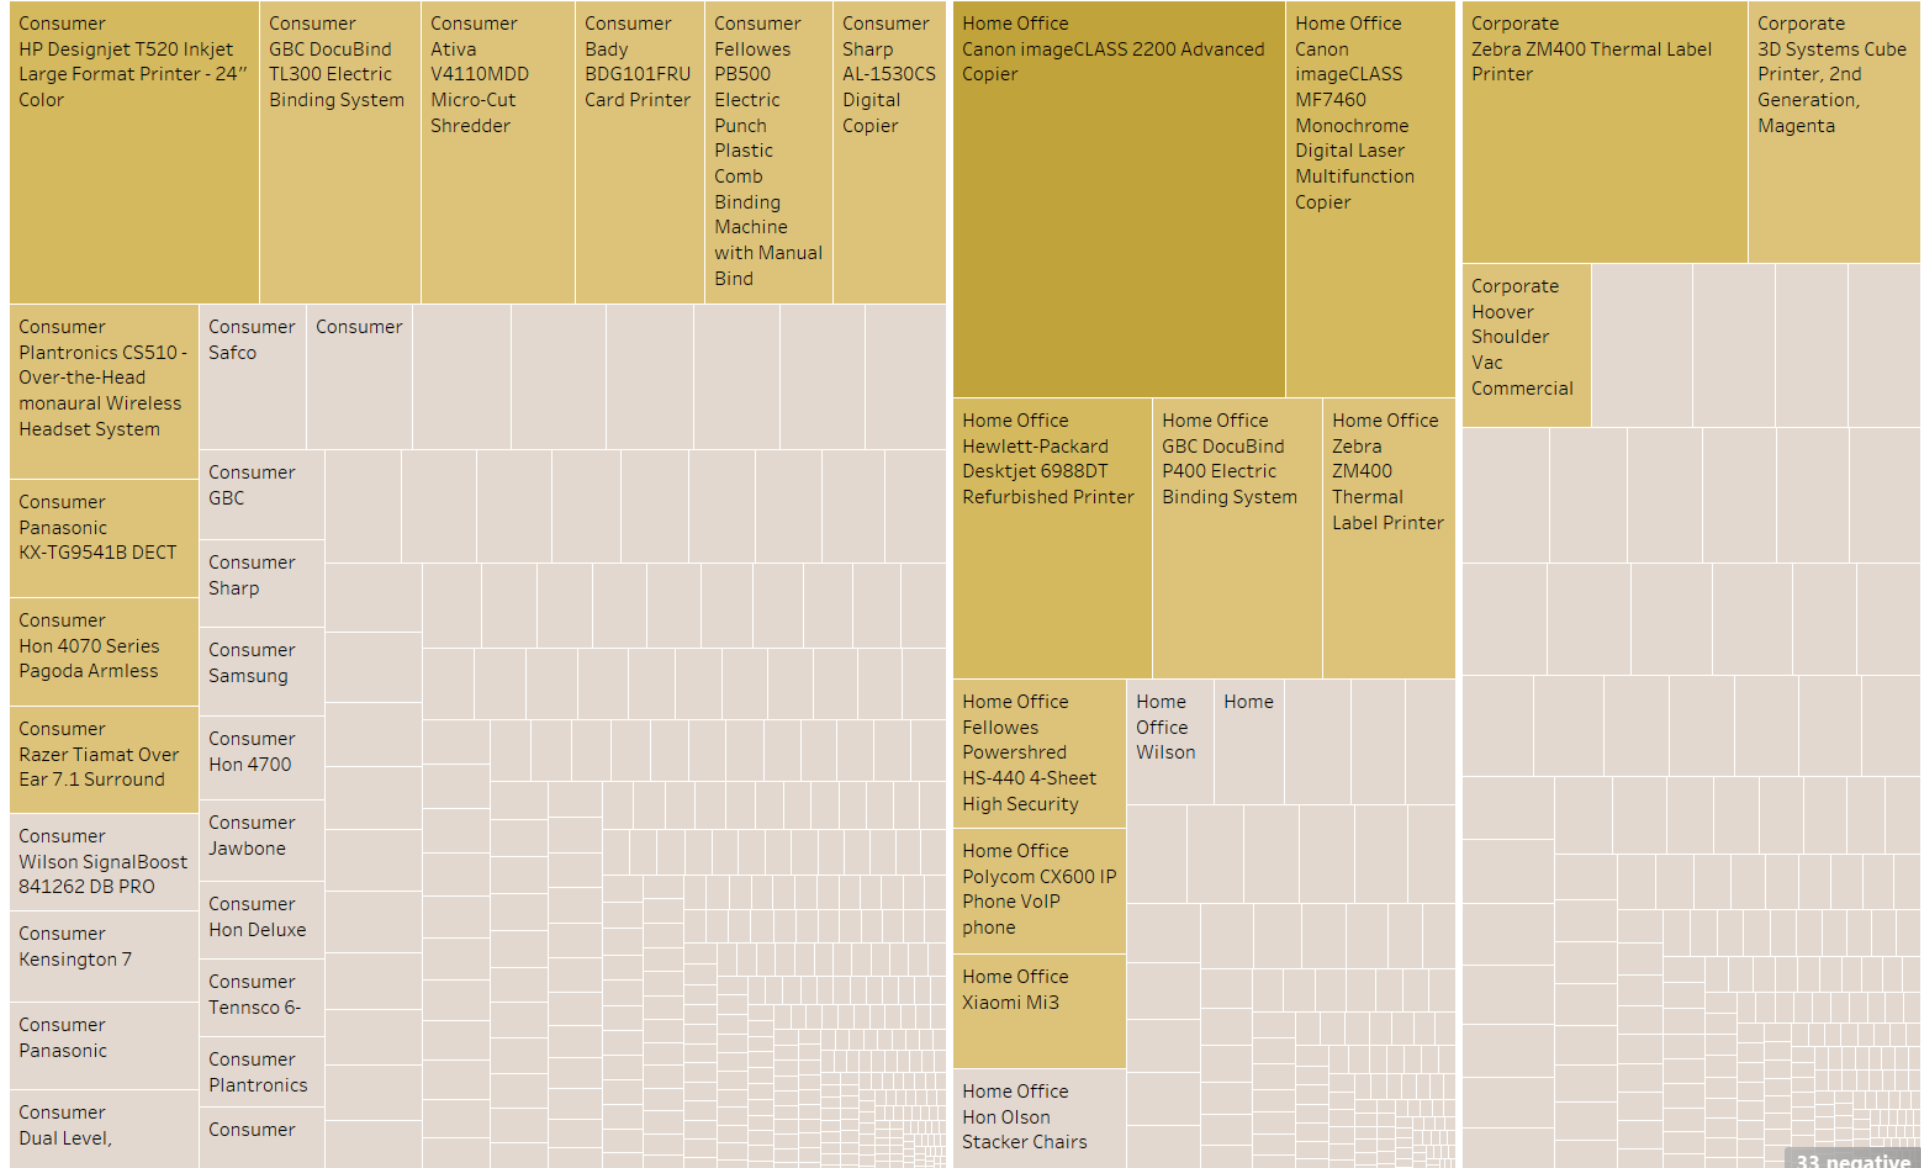 Consumer
HP Designjet T520 Inkjet
Large Format Printer - 24”
Color
Consumer
GBC DocuBind
TL300 Electric
Binding System
Consumer
Ativa
V4110MDD
Micro-Cut
Shredder
Consumer
Bady
BDG101FRU
Card Printer
Consumer
Fellowes
PB500
Electric
Punch
Plastic
Comb
Binding
Machine
with Manual
Bind
Consumer
Sharp
AL-1530CS
Digital
Copier
Consumer
Plantronics CS510 -
Over-the-Head
monaural Wireless
Headset System
Consumer
Panasonic
KX-TG9541B DECT
Consumer
Hon 4070 Series
Pagoda Armless
Consumer
Razer Tiamat Over
Ear 7.1 Surround
Consumer
Wilson SignalBoost
841262 DB PRO
Consumer
Kensington 7
Consumer
Panasonic
Consumer
Dual Level,
Consumer
Safco
Consumer
Consumer
GBC
Consumer
Sharp
Consumer
Samsung
Consumer
Hon 4700
Consumer
Jawbone
Consumer
Hon Deluxe
Consumer
Tennsco 6-
Consumer
Plantronics
Consumer
Home Office
Canon imageCLASS 2200 Advanced
Copier
Home Office
Canon
imageCLASS
MF7460
Monochrome
Digital Laser
Multifunction
Copier
Home Office
Hewlett-Packard
Deskjet 6988DT
Refurbished Printer
Home Office
GBC DocuBind
P400 Electric
Binding System
Home Office
Zebra
ZM400
Thermal
Label Printer
Home Office
Fellowes
Powershred
HS-440 4-Sheet
High Security
Home Office
Polycom CX600 IP
Phone VoIP
phone
Home Office
Xiaomi Mi3
Home Office
Hon Olson
Stacker Chairs
Home
Office
Wilson
Home
Corporate
Zebra ZM400 Thermal Label
Printer
Corporate
3D Systems Cube
Printer, 2nd
Generation,
Magenta
Corporate
Hoover
Shoulder
Vac
Commercial
33 negative